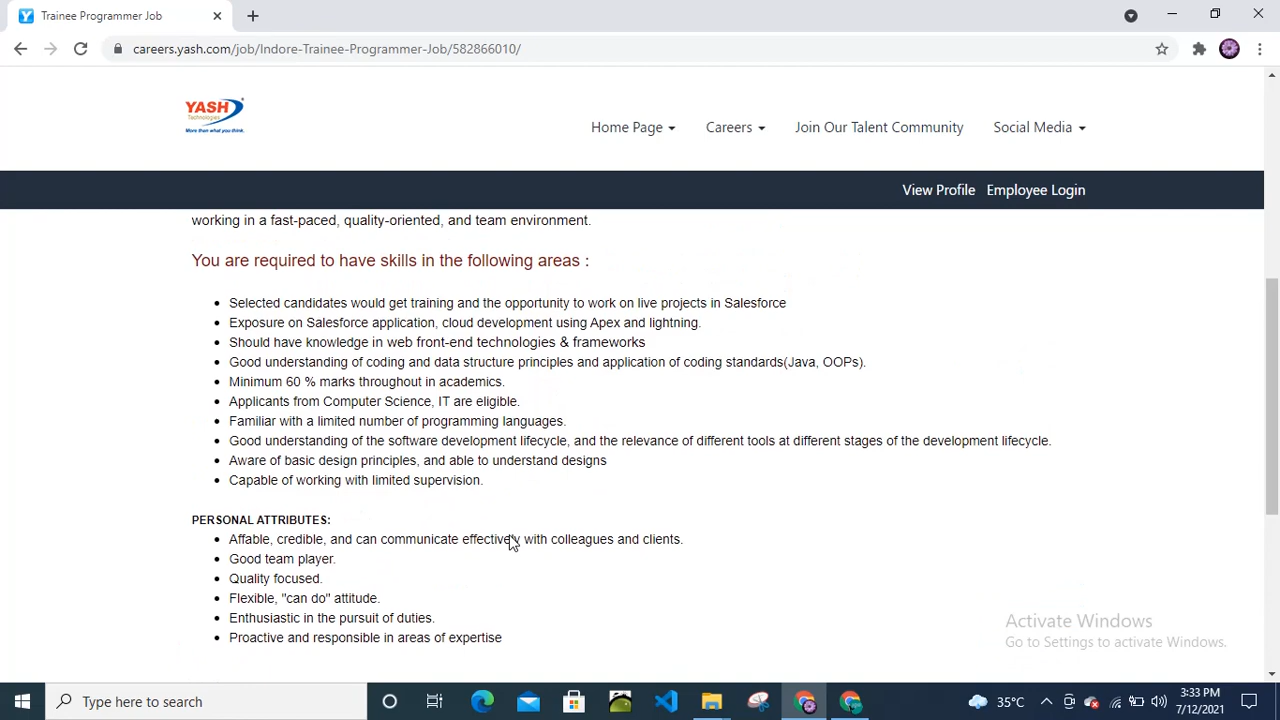 Trainee Programmer Job
careers.yash.com/job/Indore-Trainee-Programmer-Job/582866010/
YASH
Technologies
More than what you think.
Home Page Careers Join Our Talent Community Social Media
View Profile Employee Login
working in a fast-paced, quality-oriented, and team environment.
You are required to have skills in the following areas :
Selected candidates would get training and the opportunity to work on live projects in Salesforce
Exposure on Salesforce application, cloud development using Apex and lightning.
Should have knowledge in web front-end technologies & frameworks
Good understanding of coding and data structure principles and application of coding standards(Java, OOPs).
Minimum 60 % marks throughout in academics.
Applicants from Computer Science, IT are eligible.
Familiar with a limited number of programming languages.
Good understanding of the software development lifecycle, and the relevance of different tools at different stages of the development lifecycle.
Aware of basic design principles, and able to understand designs
Capable of working with limited supervision.
PERSONAL ATTRIBUTES:
Affable, credible, and can communicate effectively with colleagues and clients.
Good team player.
Quality focused.
Flexible, "can do" attitude.
Enthusiastic in the pursuit of duties.
Proactive and responsible in areas of expertise
Activate Windows
Go to Settings to activate Windows.
Type here to search
35°C
3:33 PM
7/12/2021